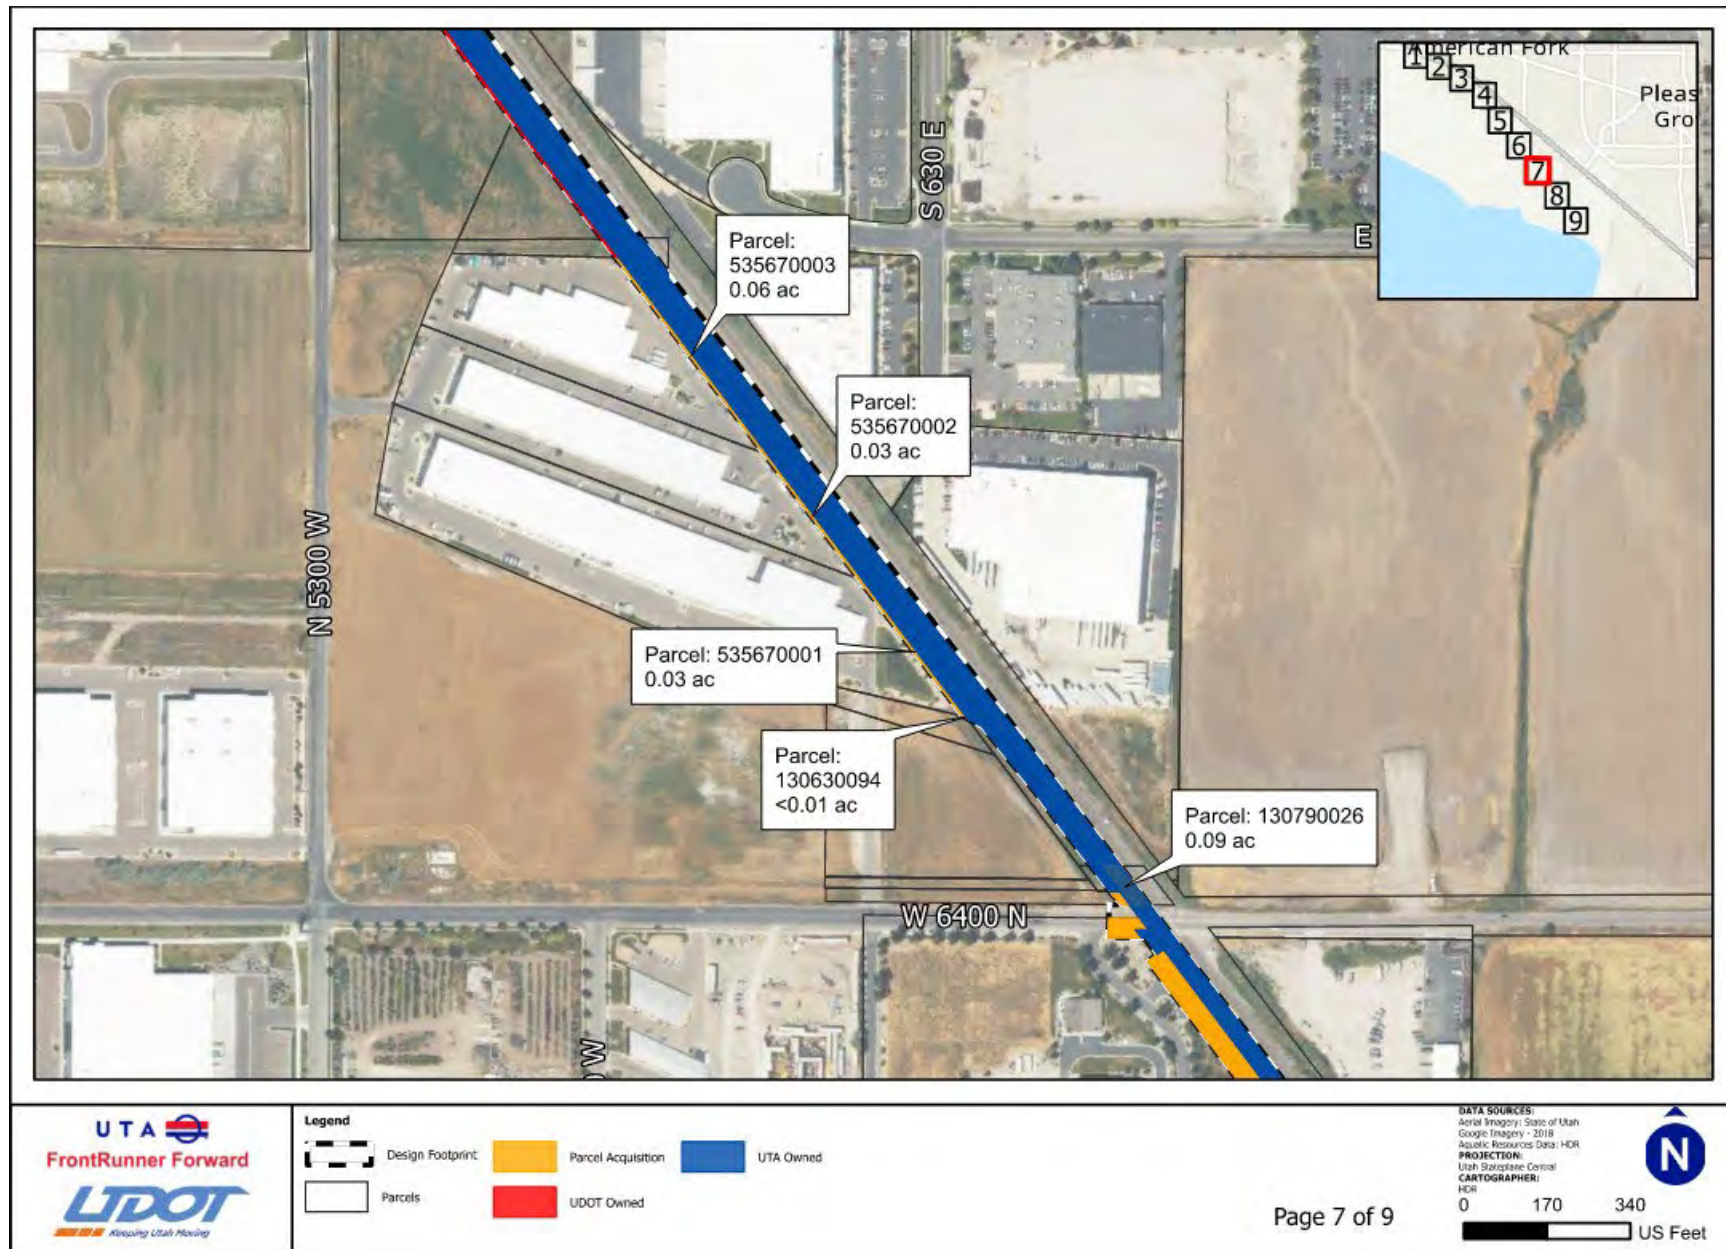 American Fork
1
2
3
4
5
6
7
8
9
Pleas
Gro
S 630 E
E
Parcel:
535670003
0.06 ac
Parcel:
535670002
0.03 ac
N 5300 W
Parcel: 535670001
0.03 ac
Parcel:
130630094
<0.01 ac
Parcel: 130790026
0.09 ac
W 6400 N
W
UTA
FrontRunner Forward
UDOT
Keeping Utah Moving
Legend
Design Footprint
Parcel Acquisition
UTA Owned
Parcels
UDOT Owned
Page 7 of 9
DATA SOURCES:
Aerial Imagery: State of Utah
Google Imagery - 2018
Aquatic Resources Data: HDR
PROJECTION:
Utah Stateplane Central
CARTOGRAPHER:
HDR
N
0 170 340
US Feet